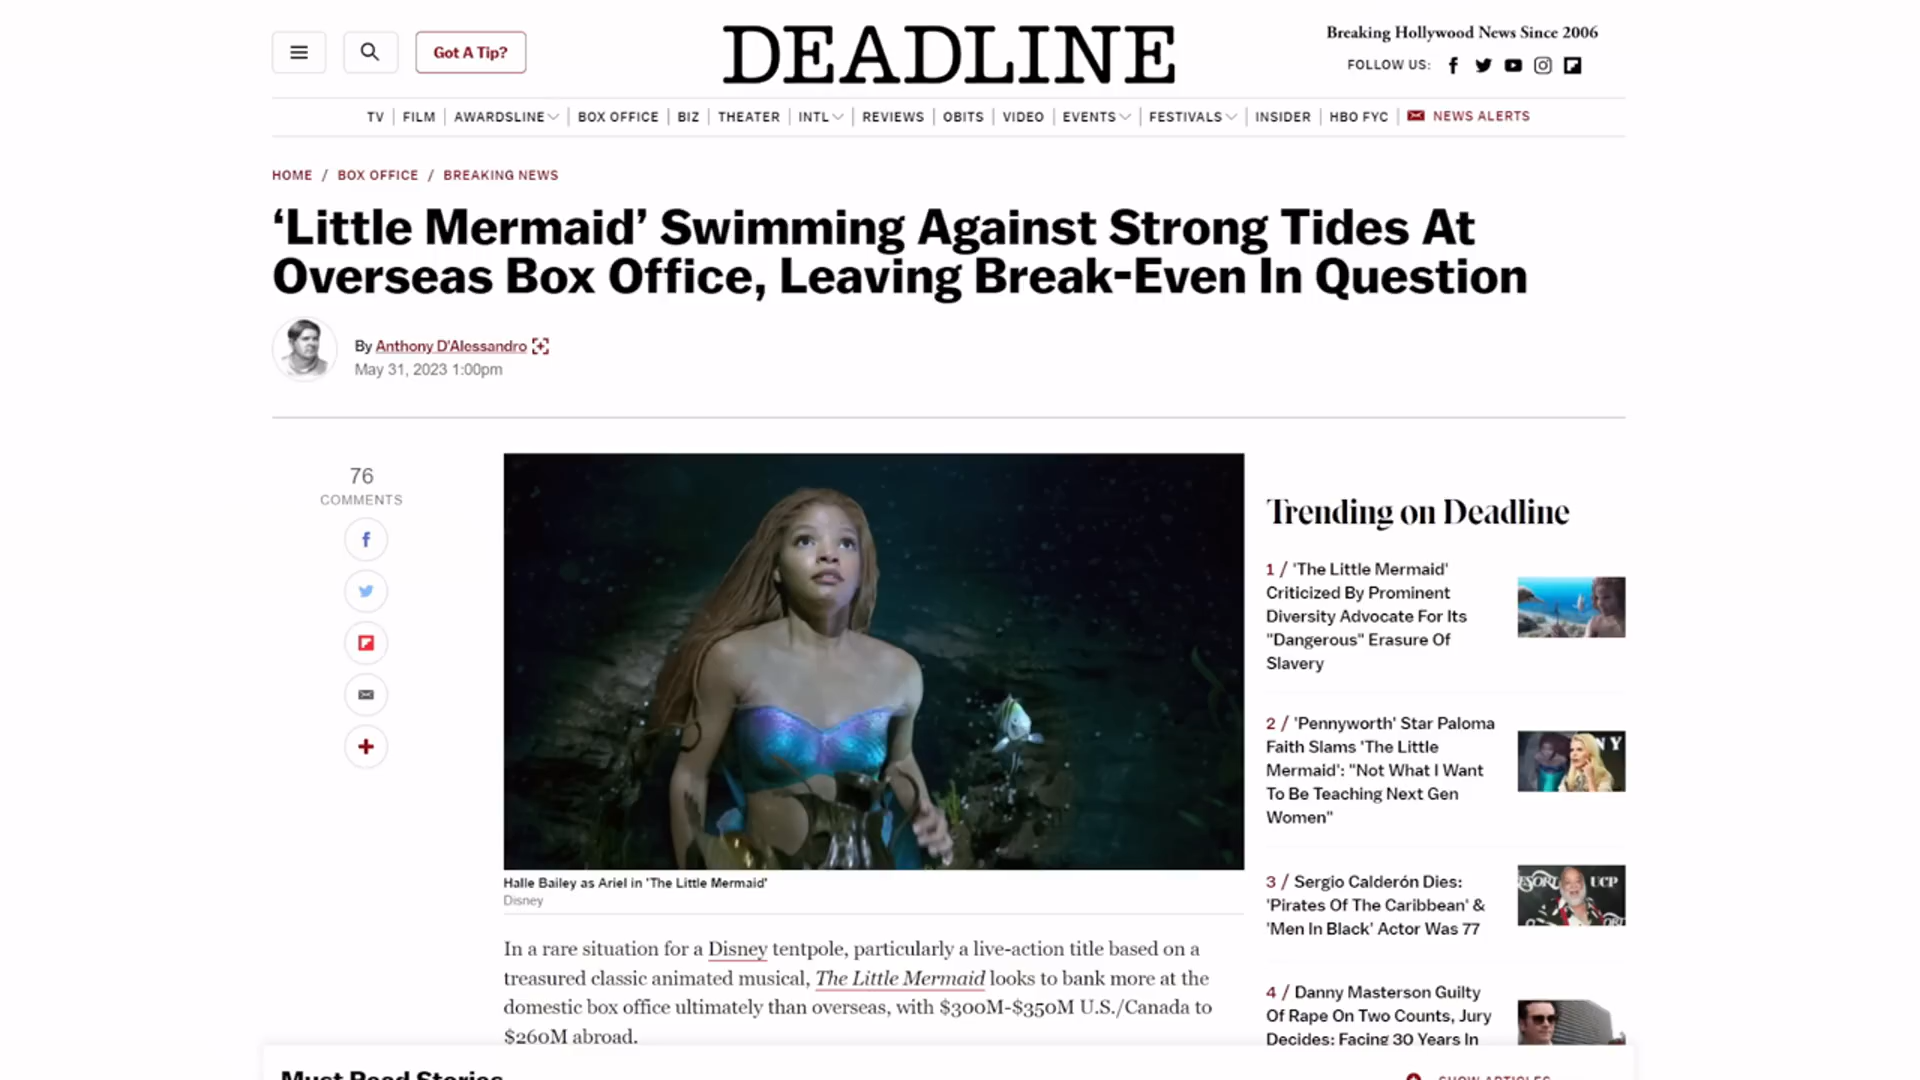 Got A Tip?
DEADLINE
Breaking Hollywood News Since 2006
FOLLOW US:
TV | FILM | AWARDSLINE | BOX OFFICE | BIZ | THEATER | INTL | REVIEWS | OBITS | VIDEO | EVENTS | FESTIVALS | INSIDER | HBO FYC | NEWS ALERTS
HOME / BOX OFFICE / BREAKING NEWS
‘Little Mermaid’ Swimming Against Strong Tides At
Overseas Box Office, Leaving Break-Even In Question
By Anthony D'Alessandro
May 31, 2023 1:00pm
76
COMMENTS
Halle Bailey as Ariel in 'The Little Mermaid'
Disney
In a rare situation for a Disney tentpole, particularly a live-action title based on a
treasured classic animated musical, The Little Mermaid looks to bank more at the
domestic box office ultimately than overseas, with $300M-$350M U.S./Canada to
$260M abroad.
Trending on Deadline
1 / 'The Little Mermaid'
Criticized By Prominent
Diversity Advocate For Its
"Dangerous" Erasure Of
Slavery
2 / 'Pennyworth' Star Paloma
Faith Slams 'The Little
Mermaid': "Not What I Want
To Be Teaching Next Gen
Women"
3 / Sergio Calderón Dies:
'Pirates Of The Caribbean' &
'Men In Black' Actor Was 77
4 / Danny Masterson Guilty
Of Rape On Two Counts, Jury
Decides: Facing 30 Years In
Must Read Stories
SHOW ARTICLES